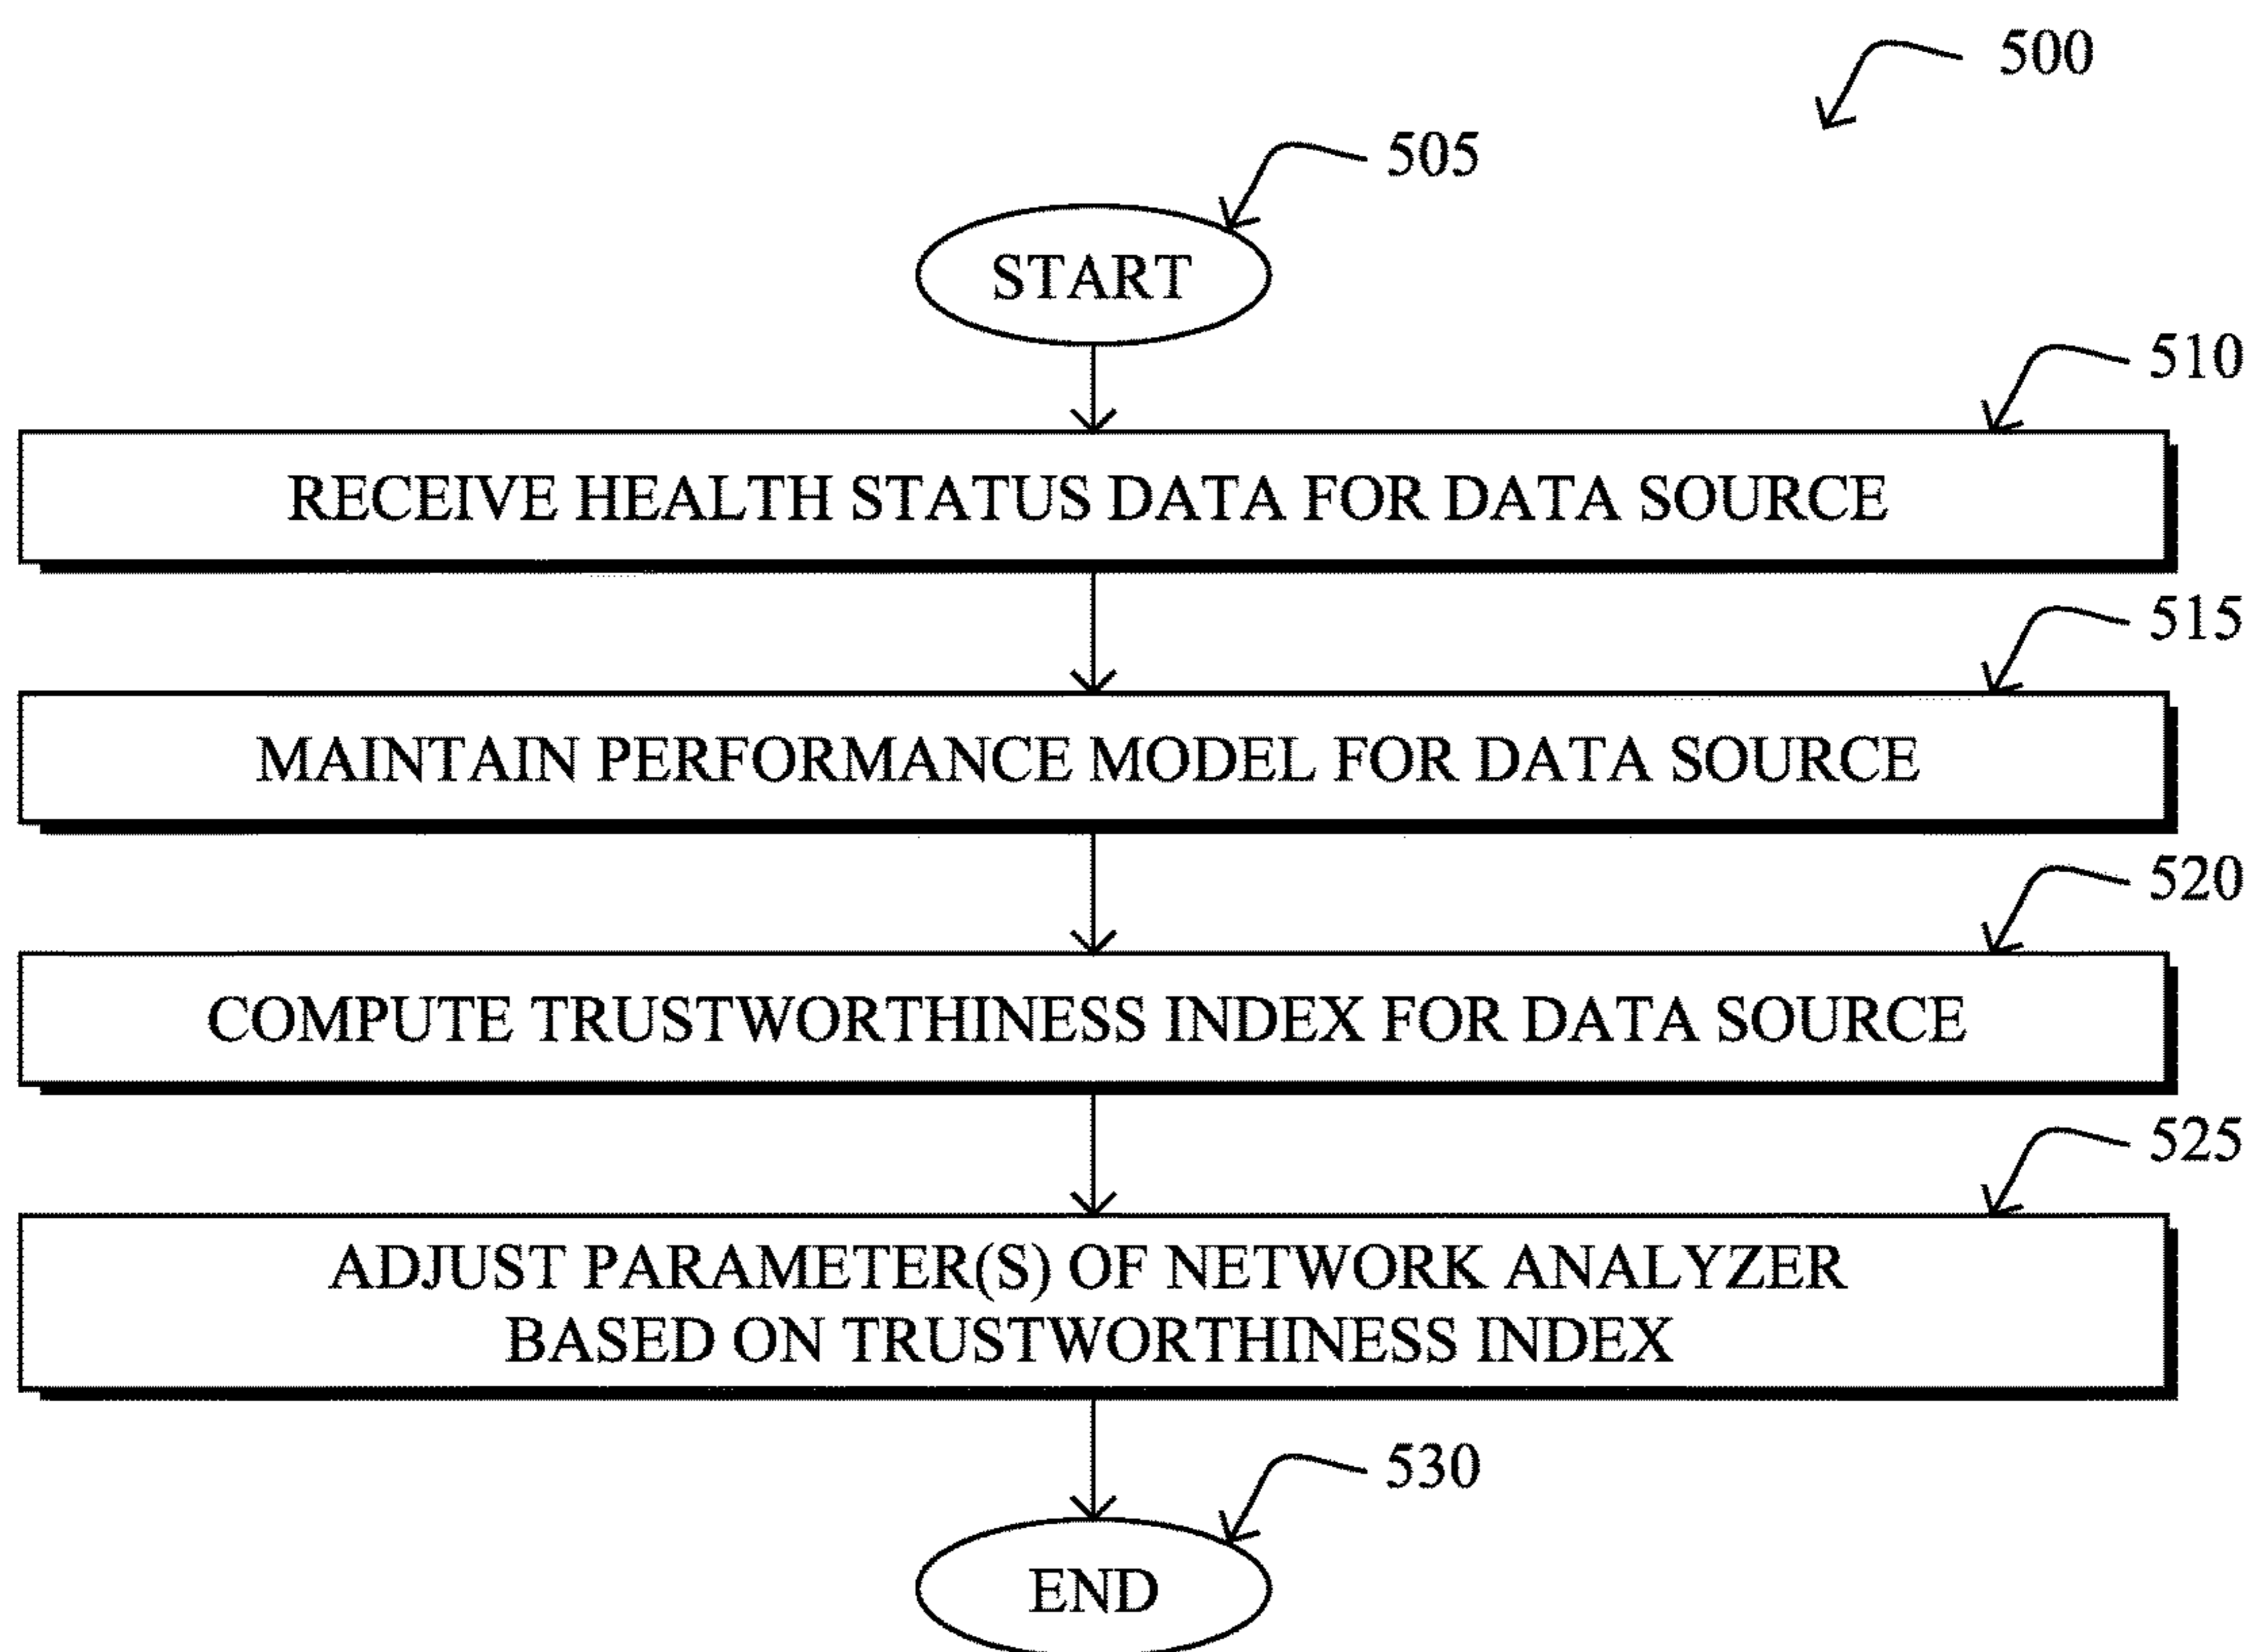 500
505
START
510
RECEIVE HEALTH STATUS DATA FOR DATA SOURCE
515
MAINTAIN PERFORMANCE MODEL FOR DATA SOURCE
520
COMPUTE TRUSTWORTHINESS INDEX FOR DATA SOURCE
525
ADJUST PARAMETER(S) OF NETWORK ANALYZER
BASED ON TRUSTWORTHINESS INDEX
530
END